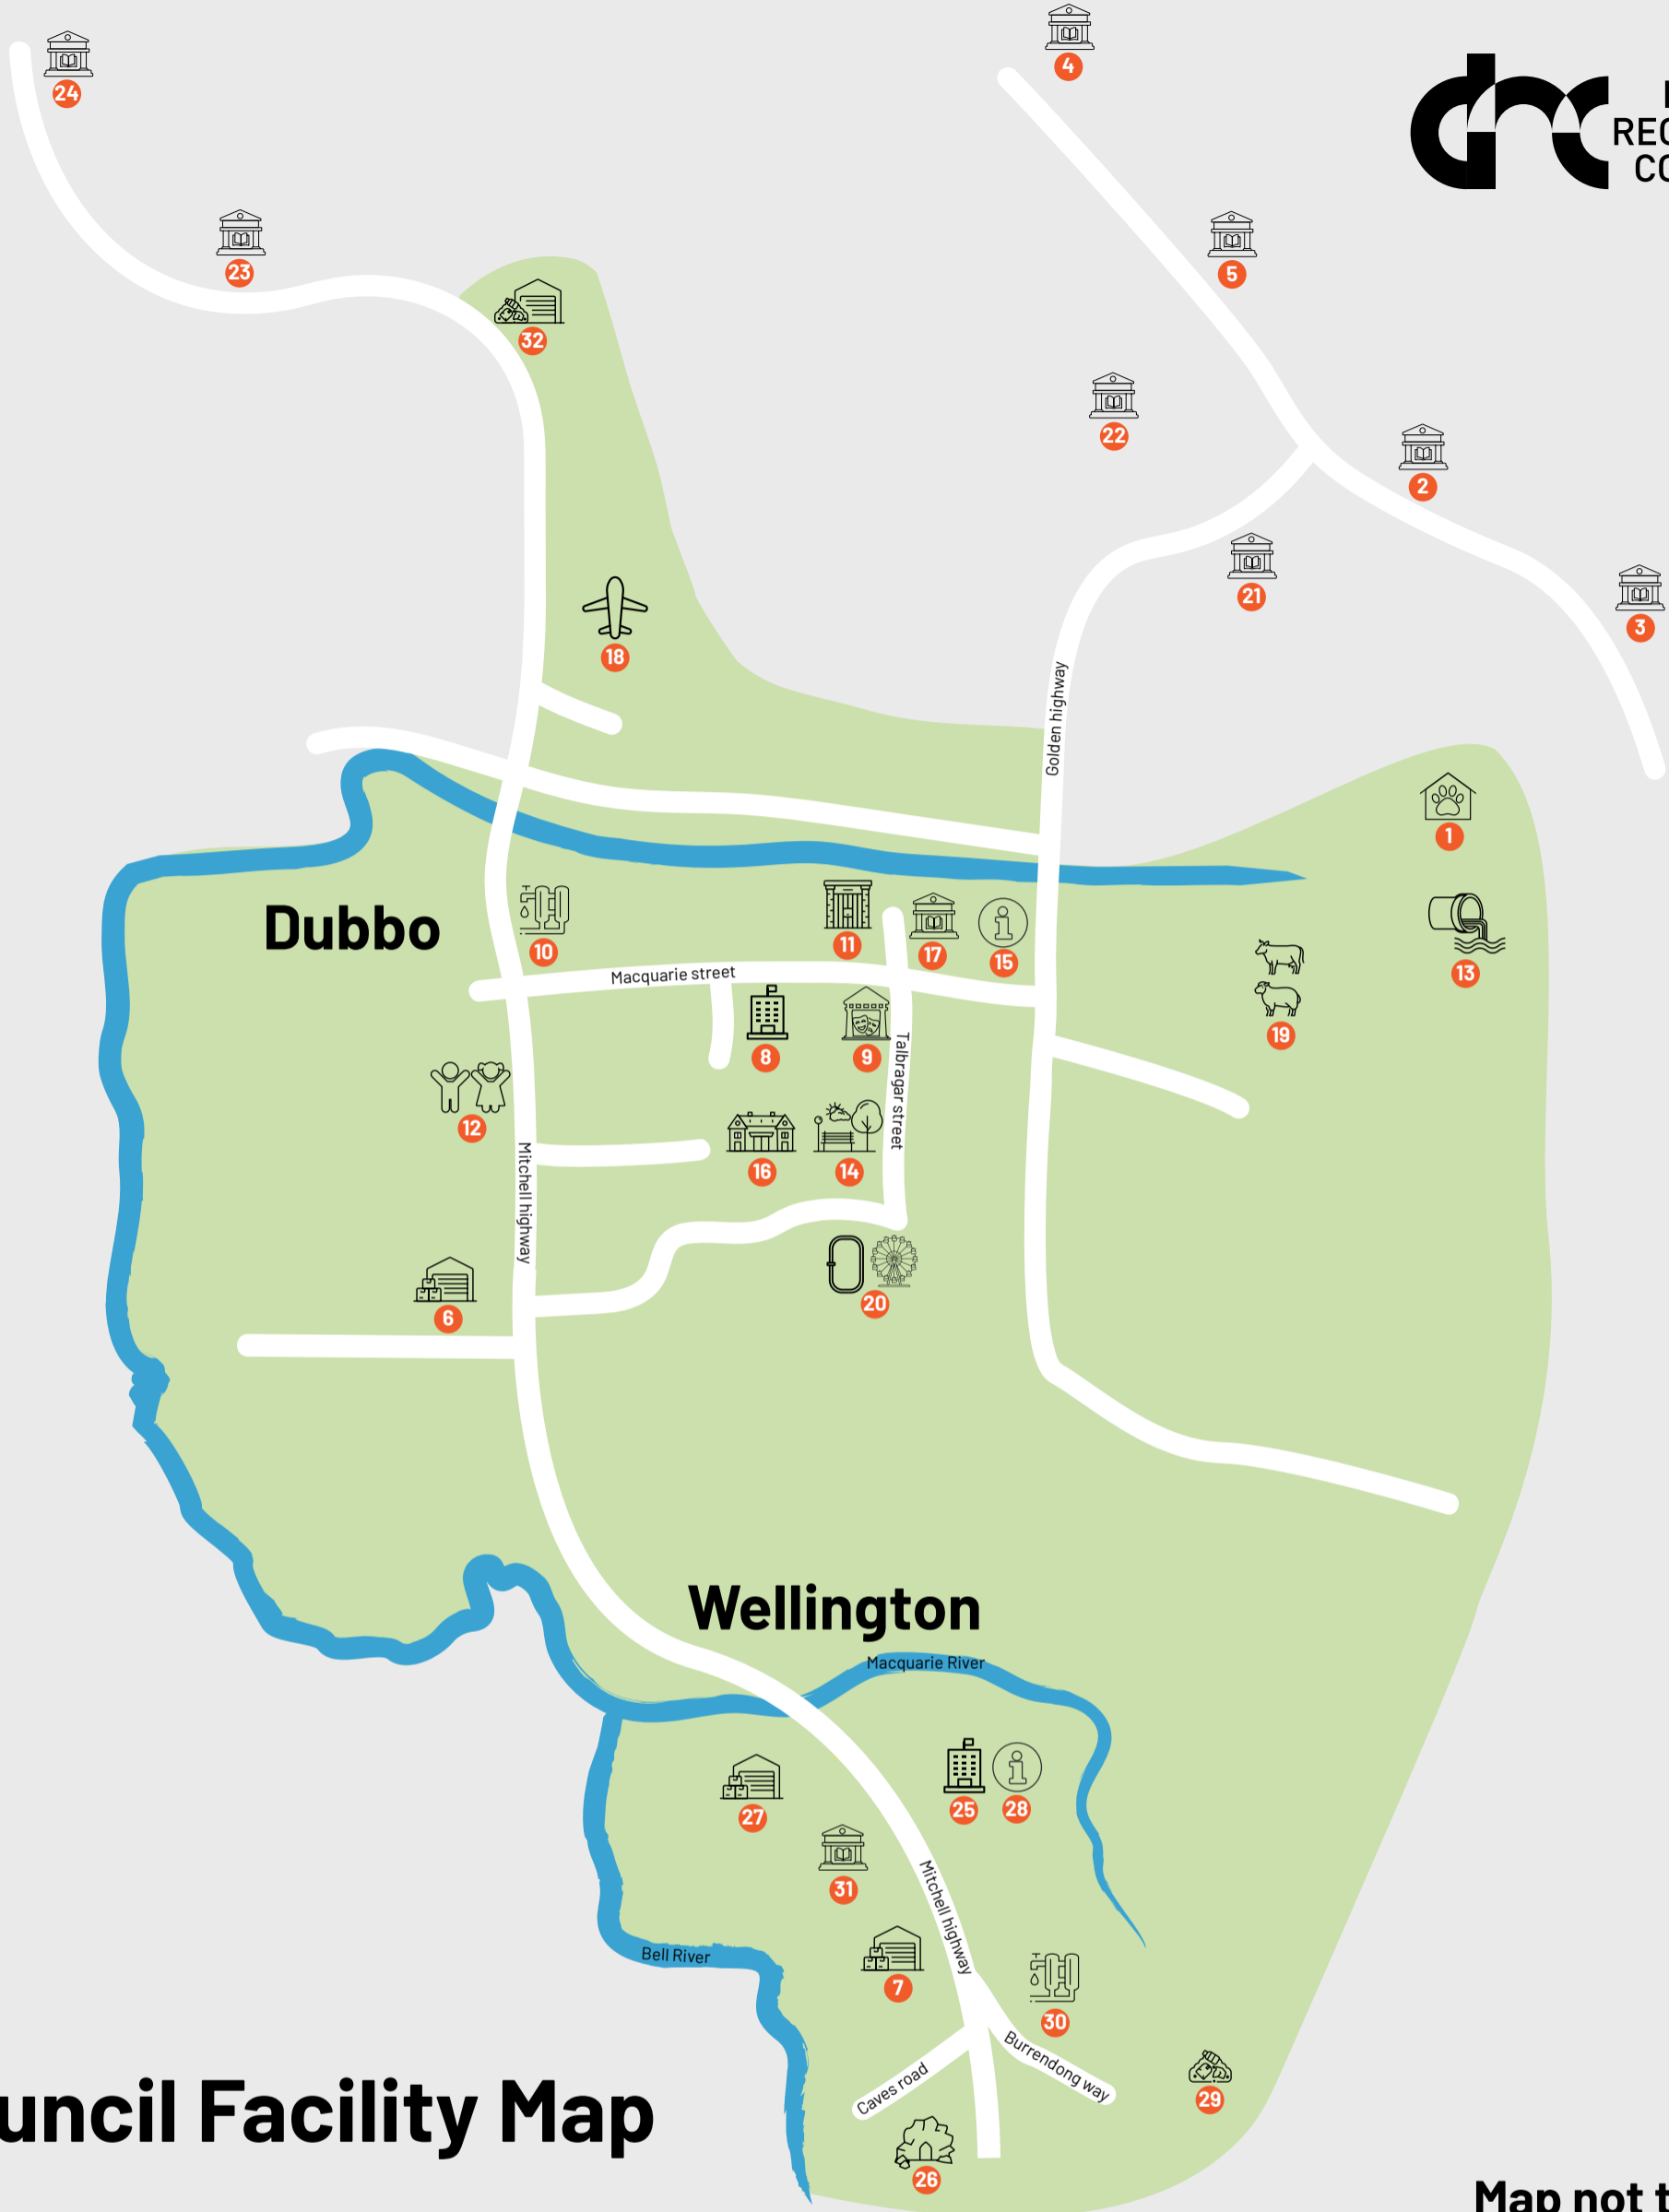 4
24
REG
CO
5
23
32
22
2
21
3
18
Golden highway
1
Dubbo
10
11
17
15
13
Macquarie street
19
8
9
Talbragar street
12
16
14
Mitchell highway
20
6
Wellington
Macquarie River
25
28
27
31
Mitchell highway
Bell River
7
30
Burrendong way
Caves road
29
uncil Facility Map
26
Map not t